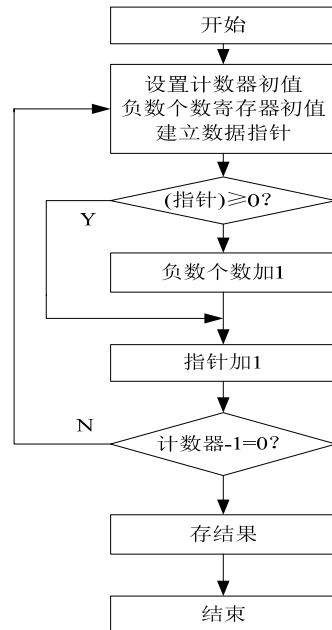 开始
设置计数器初值
负数个数寄存器初值
建立数据指针
(指针)≥0?
Y
负数个数加1
指针加1
N
计数器-1=0?
存结果
结束